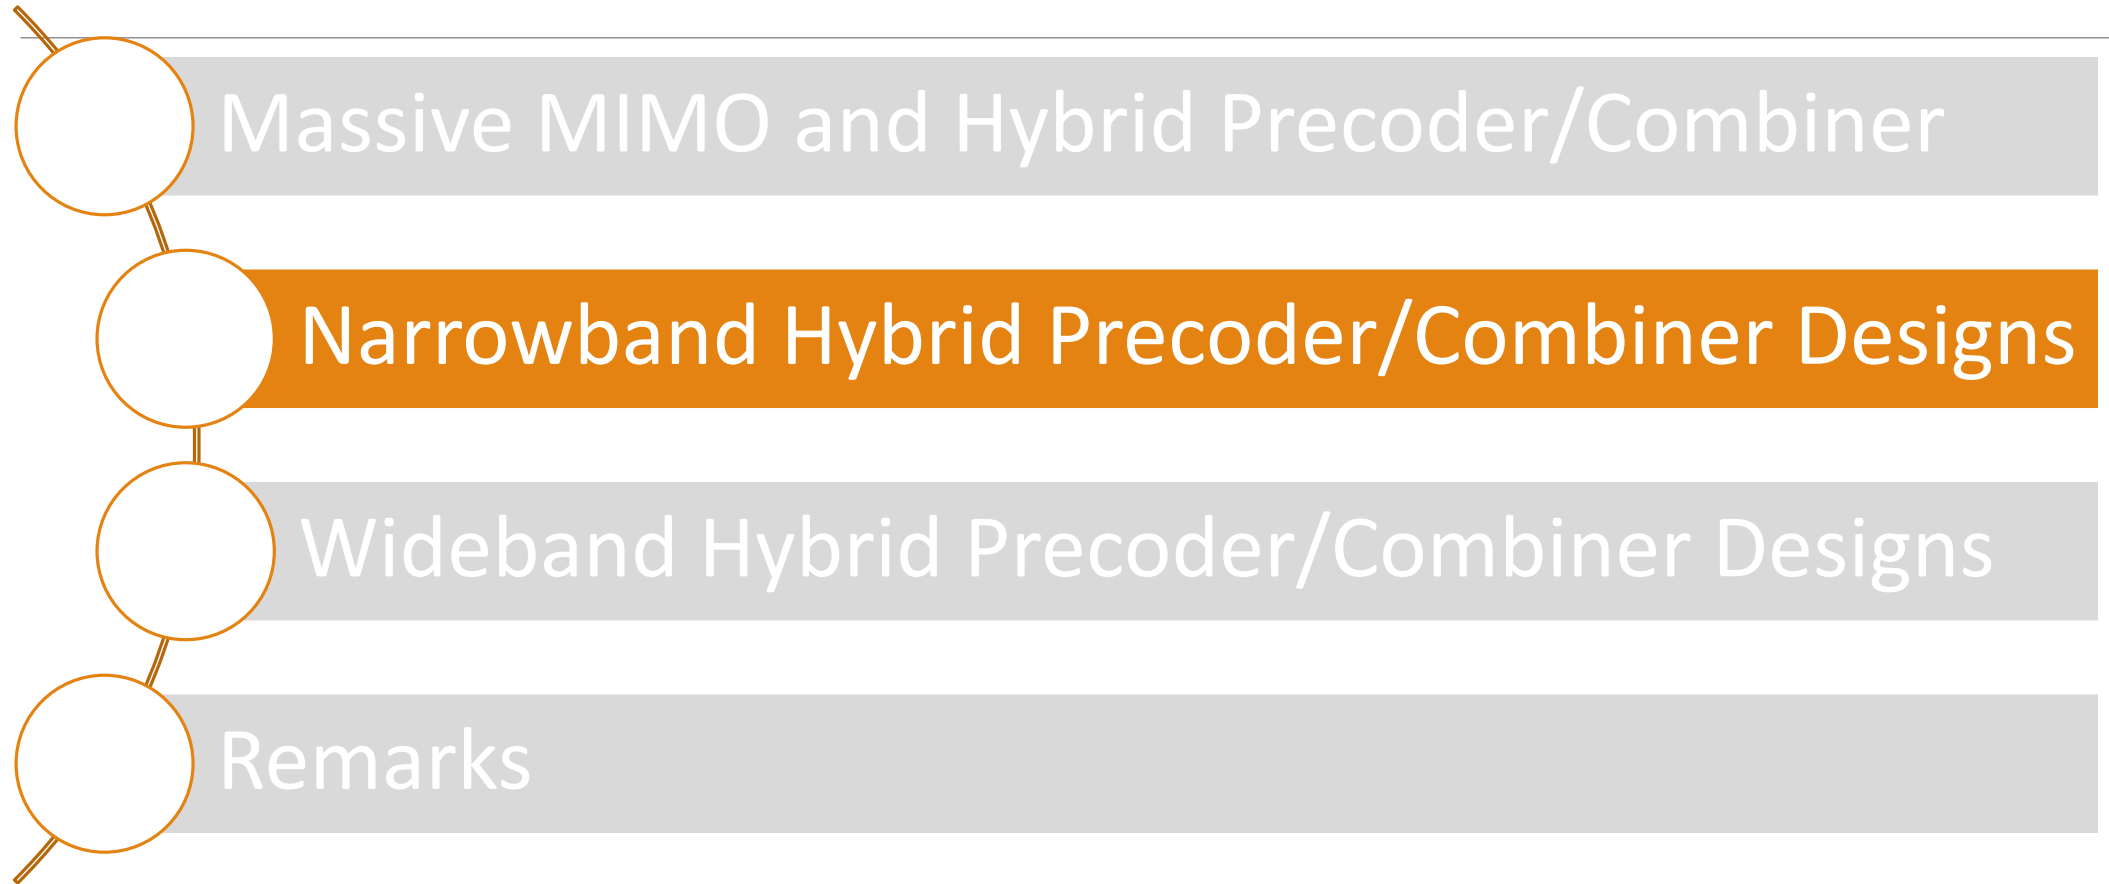 Massive MIMO and Hybrid Precoder/Combiner
Narrowband Hybrid Precoder/Combiner Designs
Wideband Hybrid Precoder/Combiner Designs
Remarks